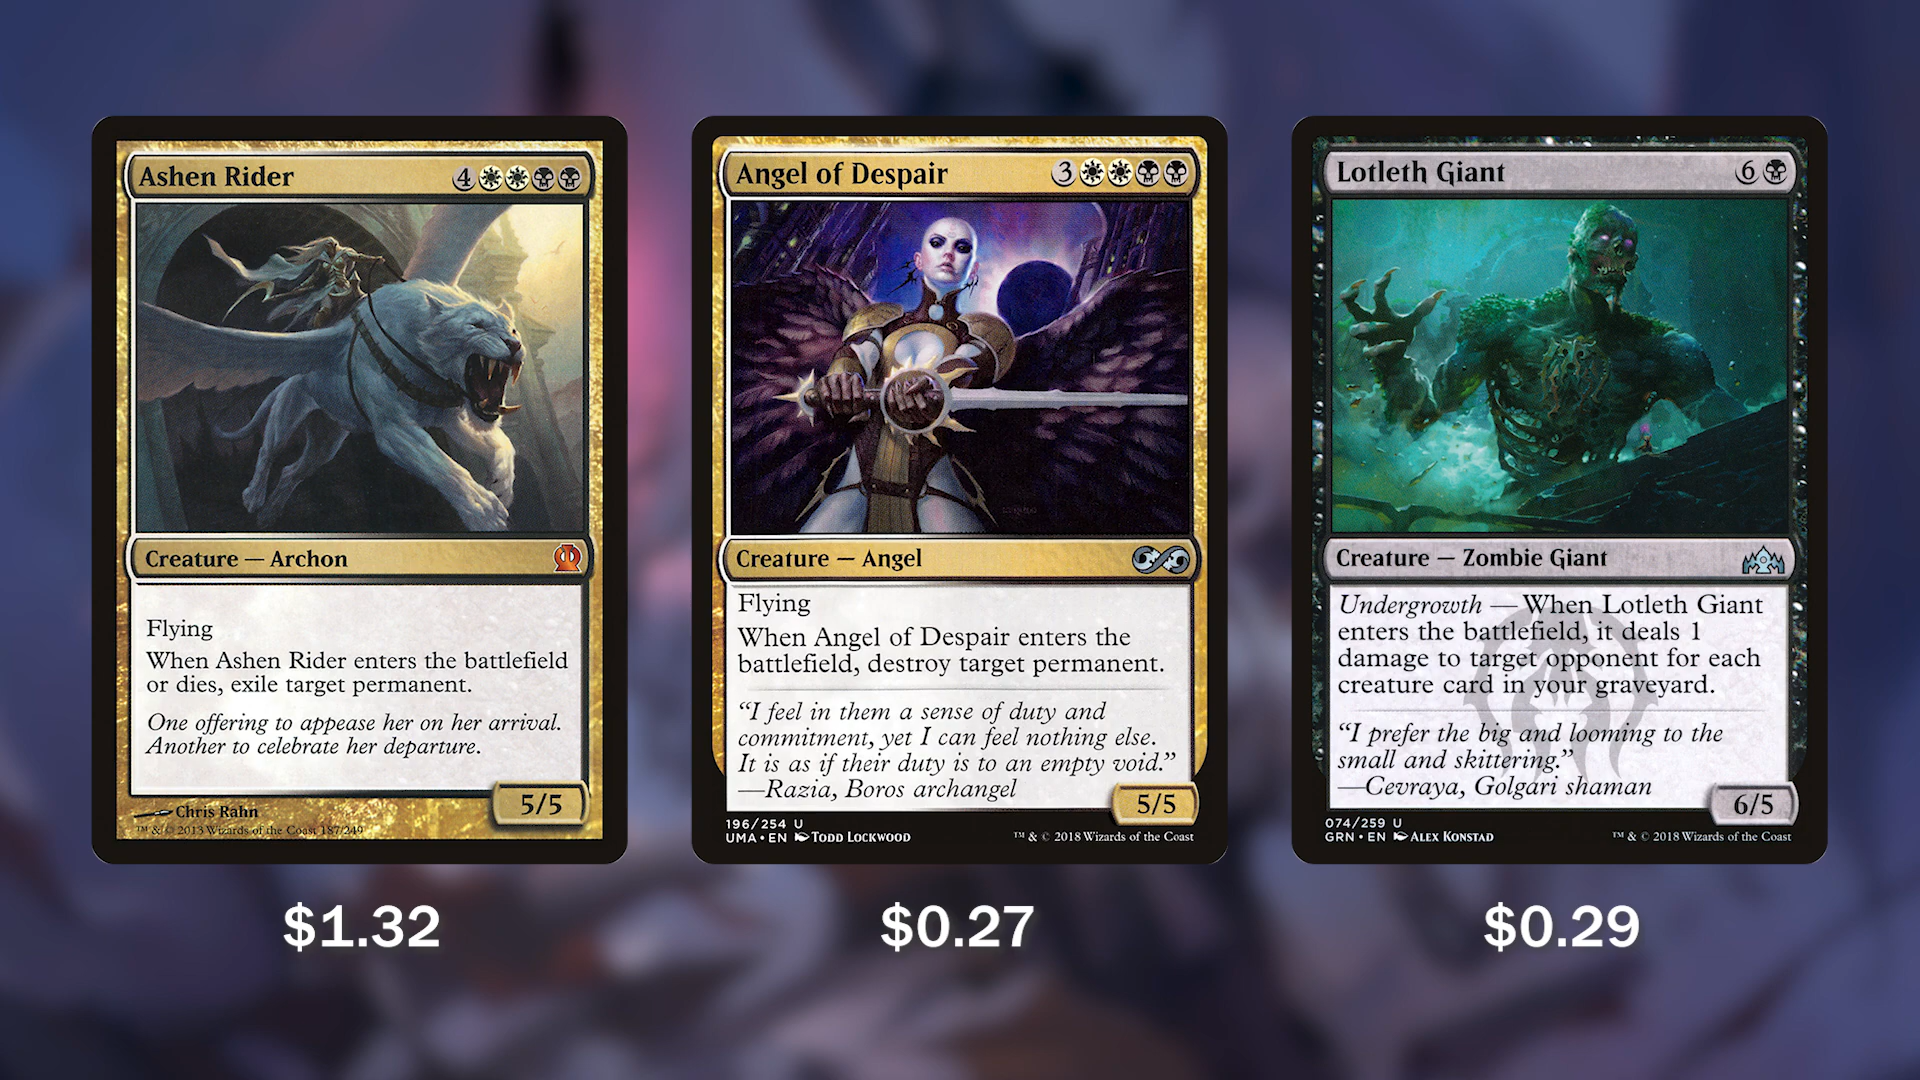 Ashen Rider
4
Creature — Archon
Flying
When Ashen Rider enters the battlefield
or dies, exile target permanent.
One offering to appease her on her arrival.
Another to celebrate her departure.
5/5
Chris Rahn
™ & © 2013 Wizards of the Coast 187/249
$1.32
Angel of Despair
3
Creature — Angel
Flying
When Angel of Despair enters the
battlefield, destroy target permanent.
“I feel in them a sense of duty and
commitment, yet I can feel nothing else.
It is as if their duty is to an empty void.”
—Razia, Boros archangel
5/5
196/254 U
UMA • EN Todd Lockwood
™ & © 2018 Wizards of the Coast
$0.27
Lotleth Giant
6
Creature — Zombie Giant
Undergrowth — When Lotleth Giant
enters the battlefield, it deals 1
damage to target opponent for each
creature card in your graveyard.
“I prefer the big and looming to the
small and skittering.”
—Cevraya, Golgari shaman
6/5
074/259 U
GRN • EN Alex Konstad
™ & © 2018 Wizards of the Coast
$0.29